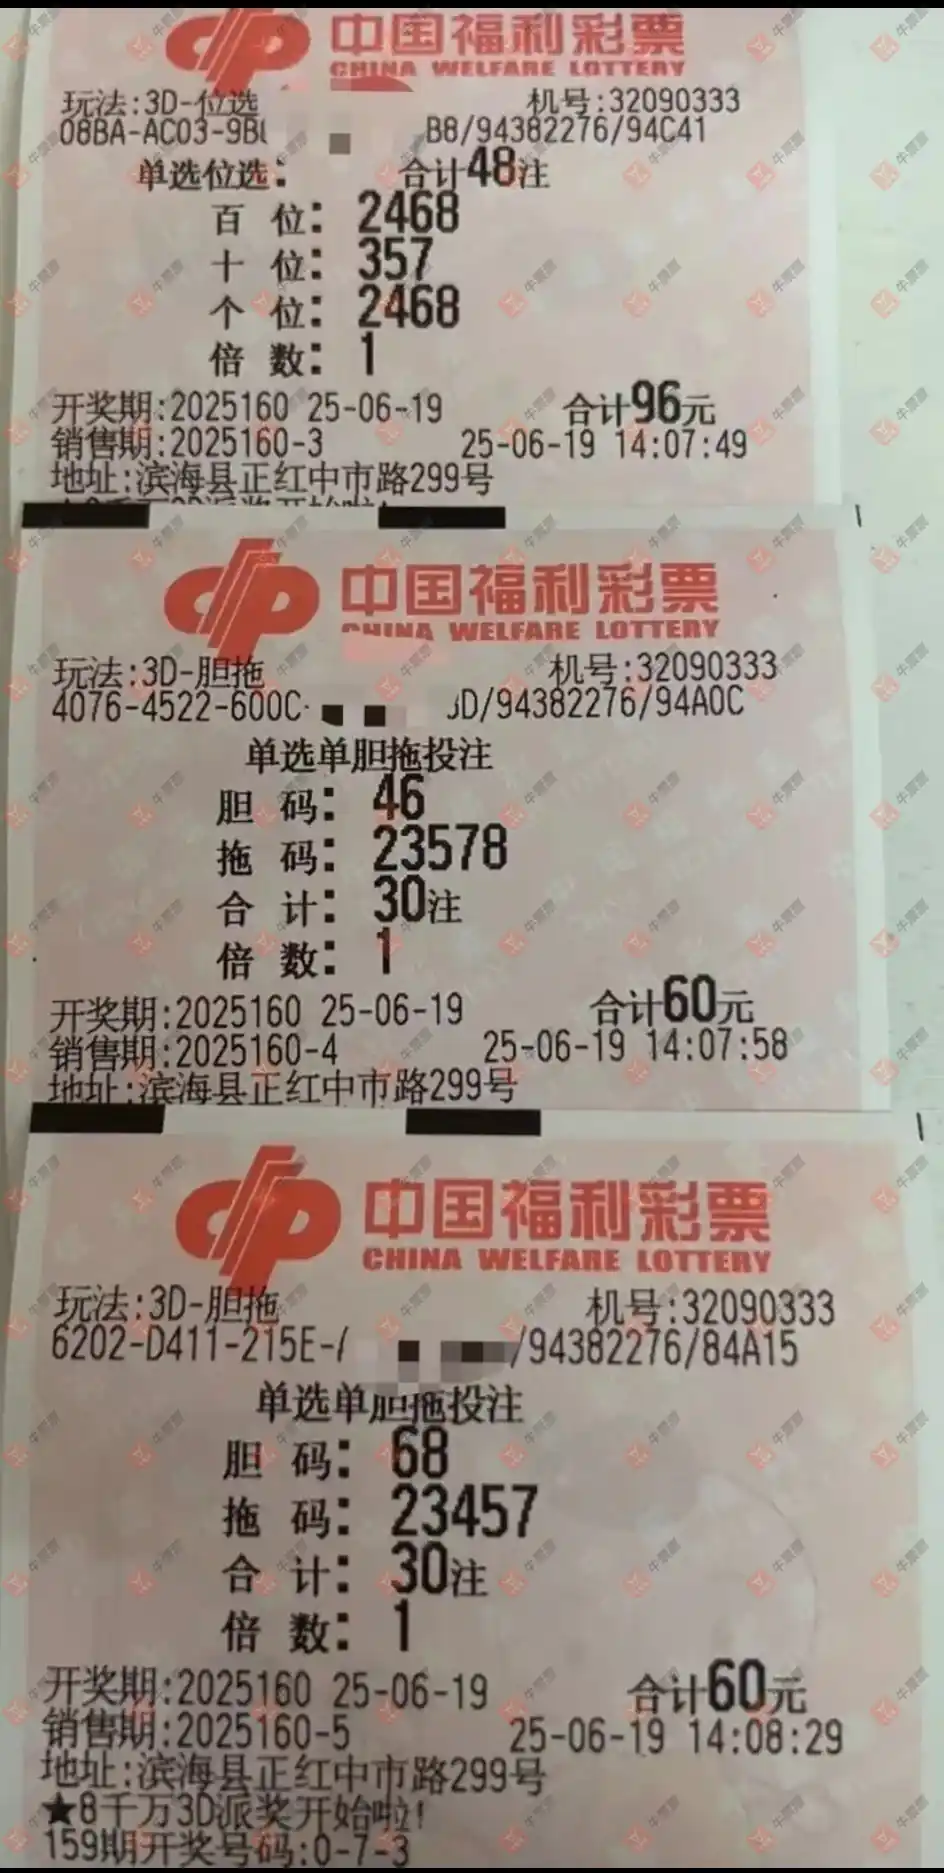 中国福利彩票
CHINA WELFARE LOTTERY
玩法:3D-位选 机号:32090333
08BA-AC03-9B B8/94382276/94C41
单选位选: 合计48注
百 位: 2468
十 位: 357
个 位: 2468
倍 数: 1
开奖期:2025160 25-06-19 合计96元
销售期:2025160-3 25-06-19 14:07:49
地址:滨海县正红中市路299号
中国福利彩票
CHINA WELFARE LOTTERY
玩法:3D-胆拖 机号:32090333
4076-4522-600C- D/94382276/94A0C
单选单胆拖投注
胆 码: 46
拖 码: 23578
合 计: 30注
倍 数: 1
开奖期:2025160 25-06-19 合计60元
销售期:2025160-4 25-06-19 14:07:58
地址:滨海县正红中市路299号
中国福利彩票
CHINA WELFARE LOTTERY
玩法:3D-胆拖 机号:32090333
6202-D411-215E- /94382276/84A15
单选单胆拖投注
胆 码: 68
拖 码: 23457
合 计: 30注
倍 数: 1
开奖期:2025160 25-06-19 合计60元
销售期:2025160-5 25-06-19 14:08:29
地址:滨海县正红中市路299号
★8千万3D派奖开始啦!
159期开奖号码:0-7-3